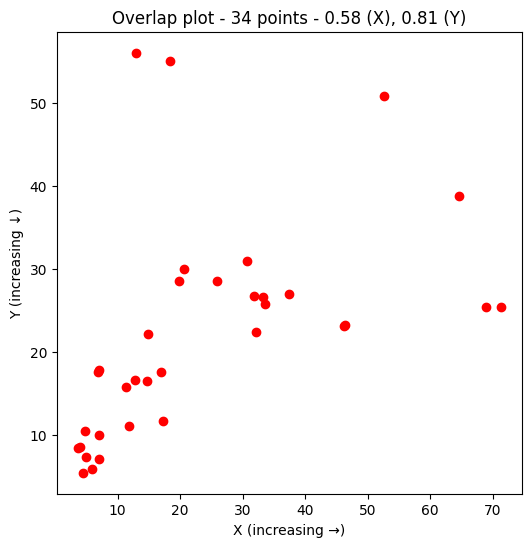 Overlap plot - 34 points - 0.58 (X), 0.81 (Y)
Y (increasing ↓)
50
40
30
20
10
10 20 30 40 50 60 70
X (increasing →)